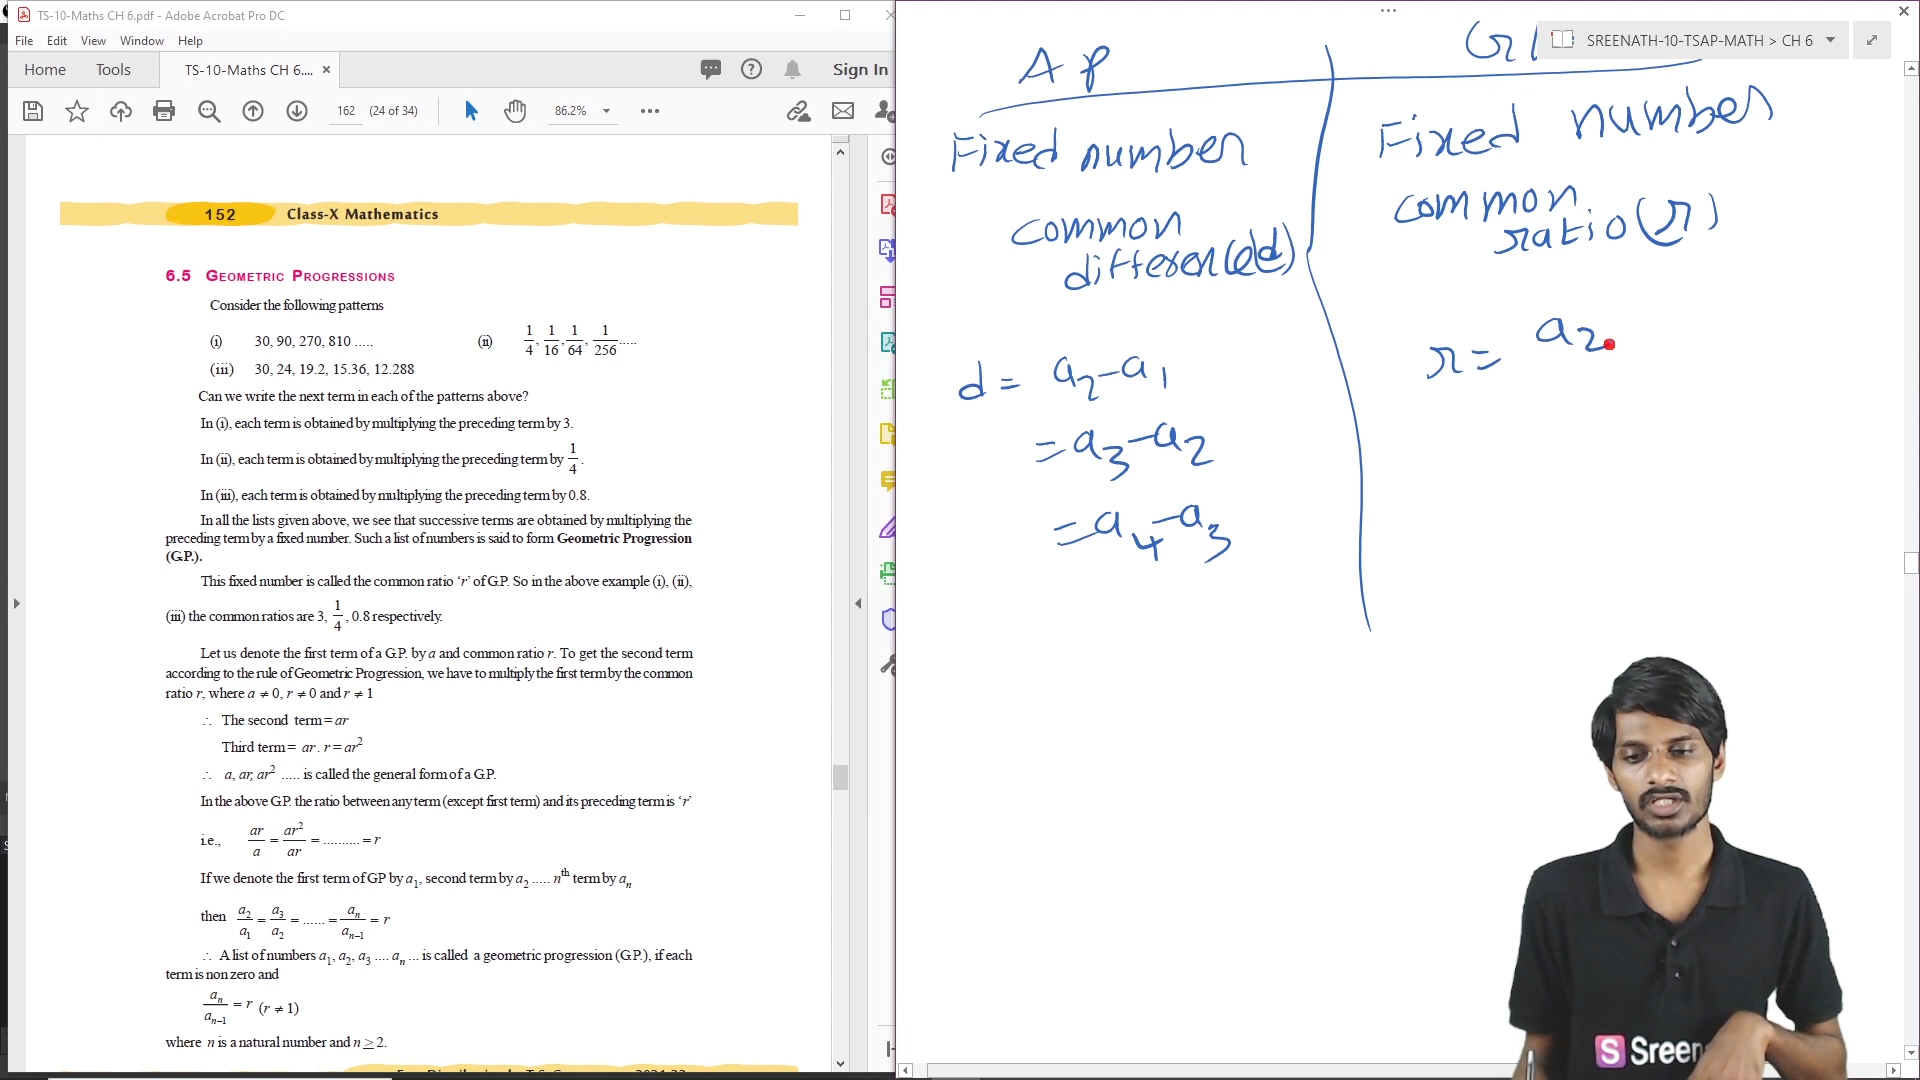 TS-10-Maths CH 6.pdf - Adobe Acrobat Pro DC
File Edit View Window Help
Home Tools TS-10-Maths CH 6.... × Sign In
162 (24 of 34) 86.2%
152 Class-X Mathematics
6.5 GEOMETRIC PROGRESSIONS
Consider the following patterns
(i) 30, 90, 270, 810 ..... (ii) 1/4, 1/16, 1/64, 1/256 .....
(iii) 30, 24, 19.2, 15.36, 12.288
Can we write the next term in each of the patterns above?
In (i), each term is obtained by multiplying the preceding term by 3.
In (ii), each term is obtained by multiplying the preceding term by 1/4.
In (iii), each term is obtained by multiplying the preceding term by 0.8.
In all the lists given above, we see that successive terms are obtained by multiplying the
preceding term by a fixed number. Such a list of numbers is said to form Geometric Progression
(G.P.).
This fixed number is called the common ratio ‘r’ of G.P. So in the above example (i), (ii),
(iii) the common ratios are 3, 1/4, 0.8 respectively.
Let us denote the first term of a G.P. by a and common ratio r. To get the second term
according to the rule of Geometric Progression, we have to multiply the first term by the common
ratio r, where a ≠ 0, r ≠ 0 and r ≠ 1
∴ The second term = ar
Third term = ar . r = ar²
∴ a, ar, ar² ..... is called the general form of a G.P.
In the above G.P. the ratio between any term (except first term) and its preceding term is ‘r’
i.e., ar/a = ar²/ar = .......... = r
If we denote the first term of GP by a₁, second term by a₂ ..... nᵗʰ term by aₙ
then a₂/a₁ = a₃/a₂ = ...... = aₙ/aₙ₋₁ = r
∴ A list of numbers a₁, a₂, a₃ .... aₙ ... is called a geometric progression (G.P.), if each
term is non zero and
aₙ/aₙ₋₁ = r (r ≠ 1)
where n is a natural number and n ≥ 2.
SREENATH-10-TSAP-MATH > CH 6
AP
Fixed number
common
difference(d)
d = a₂-a₁
= a₃-a₂
= a₄-a₃
Fixed number
common
ratio(r)
r = a₂
S Sreen